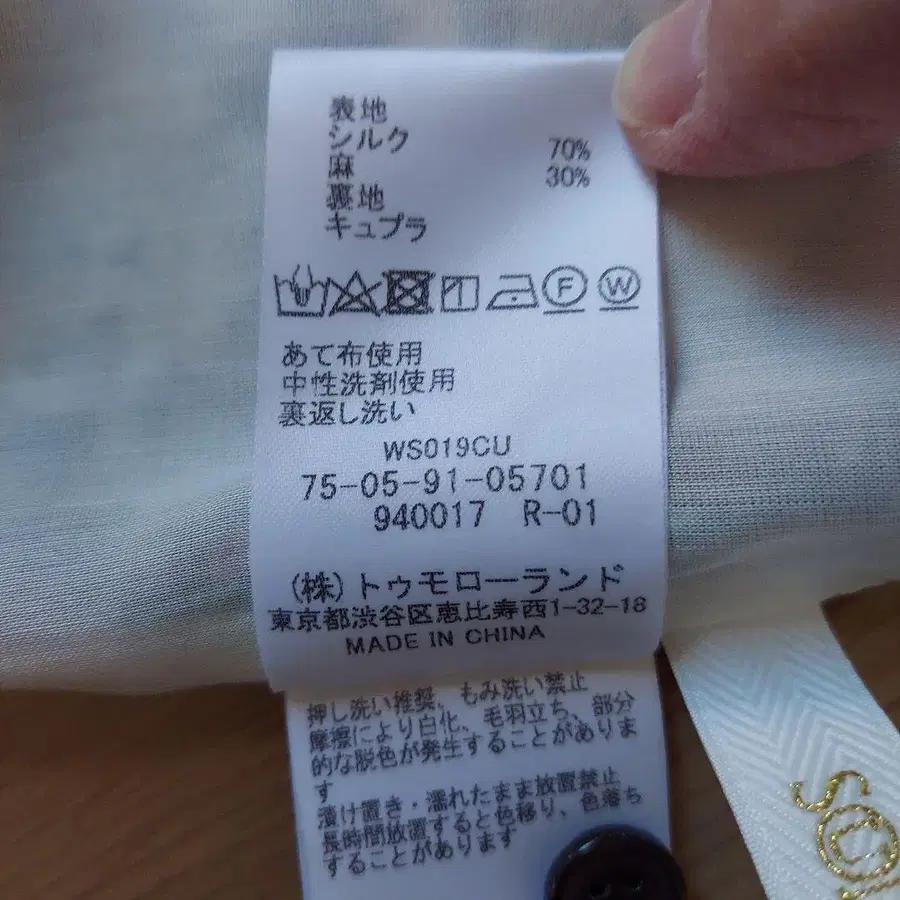 表地
シルク 70%
麻 30%
裏地
キュプラ
F W
あて布使用
中性洗剤使用
裏返し洗い
WS019CU
75-05-91-05701
940017 R-01
(株)トゥモローランド
東京都渋谷区恵比寿西1-32-18
MADE IN CHINA
押し洗い推奨、もみ洗い禁止
摩擦により白化、毛羽立ち、部分
的な脱色が発生することがありま
す
漬け置き・濡れたまま放置禁止
長時間放置すると色移り、色落ち
することがあります